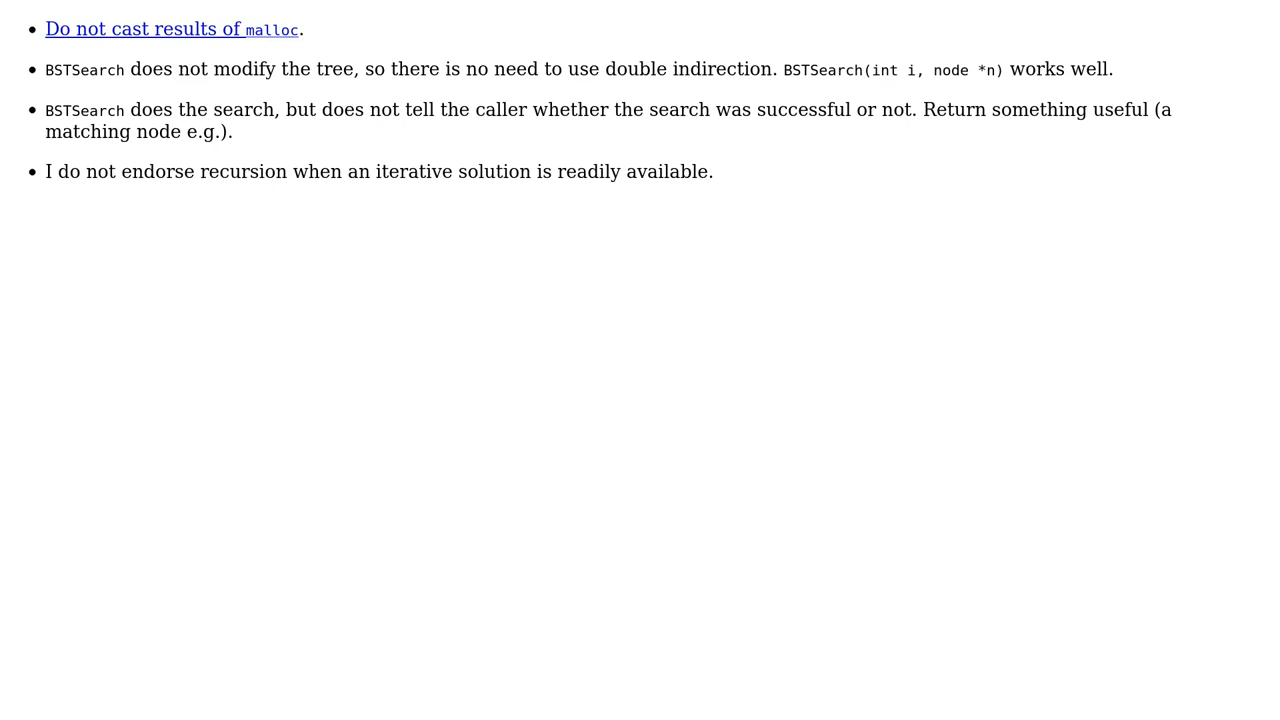 • Do not cast results of malloc.
• BSTSearch does not modify the tree, so there is no need to use double indirection. BSTSearch(int i, node *n) works well.
• BSTSearch does the search, but does not tell the caller whether the search was successful or not. Return something useful (a
matching node e.g.).
• I do not endorse recursion when an iterative solution is readily available.